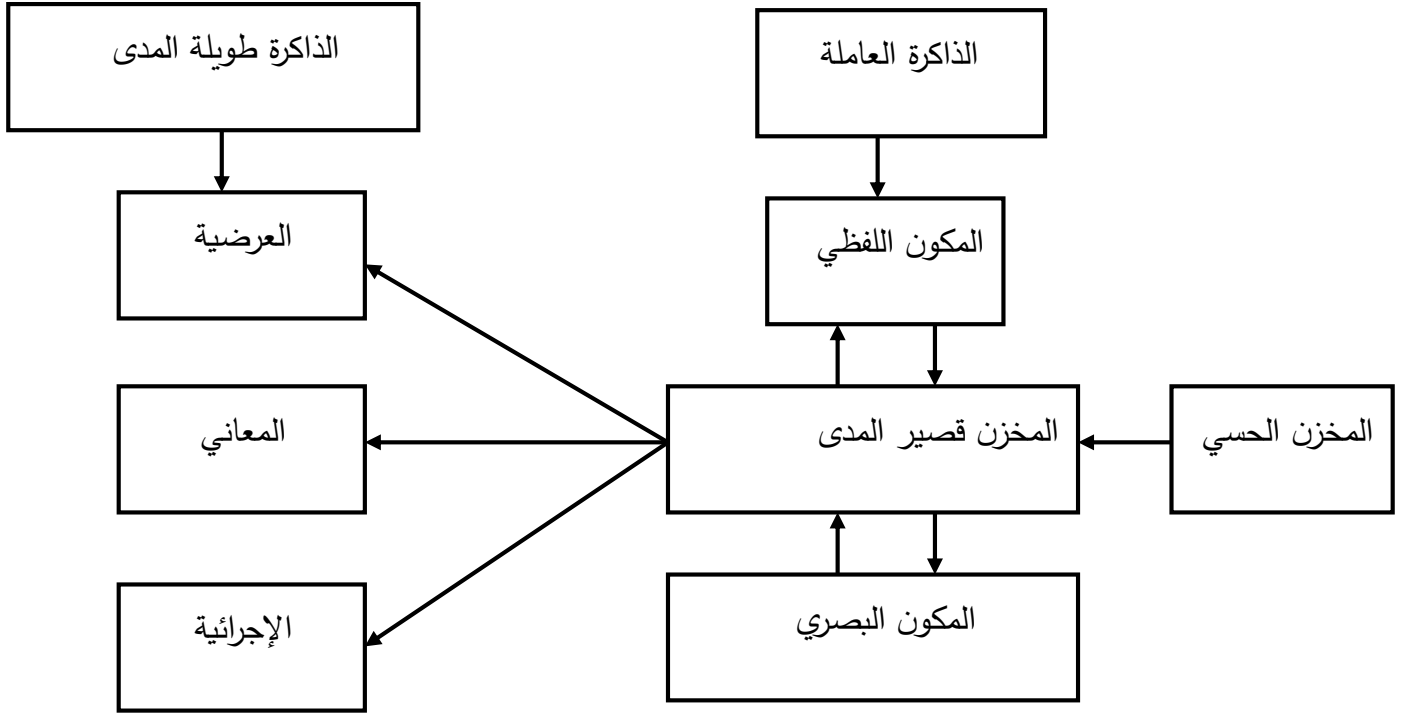 الذاكرة العاملة
الذاكرة طويلة المدى
المكون اللفظي
العرضية
المخزن الحسي
المخزن قصير المدى
المعاني
المكون البصري
الإجرائية